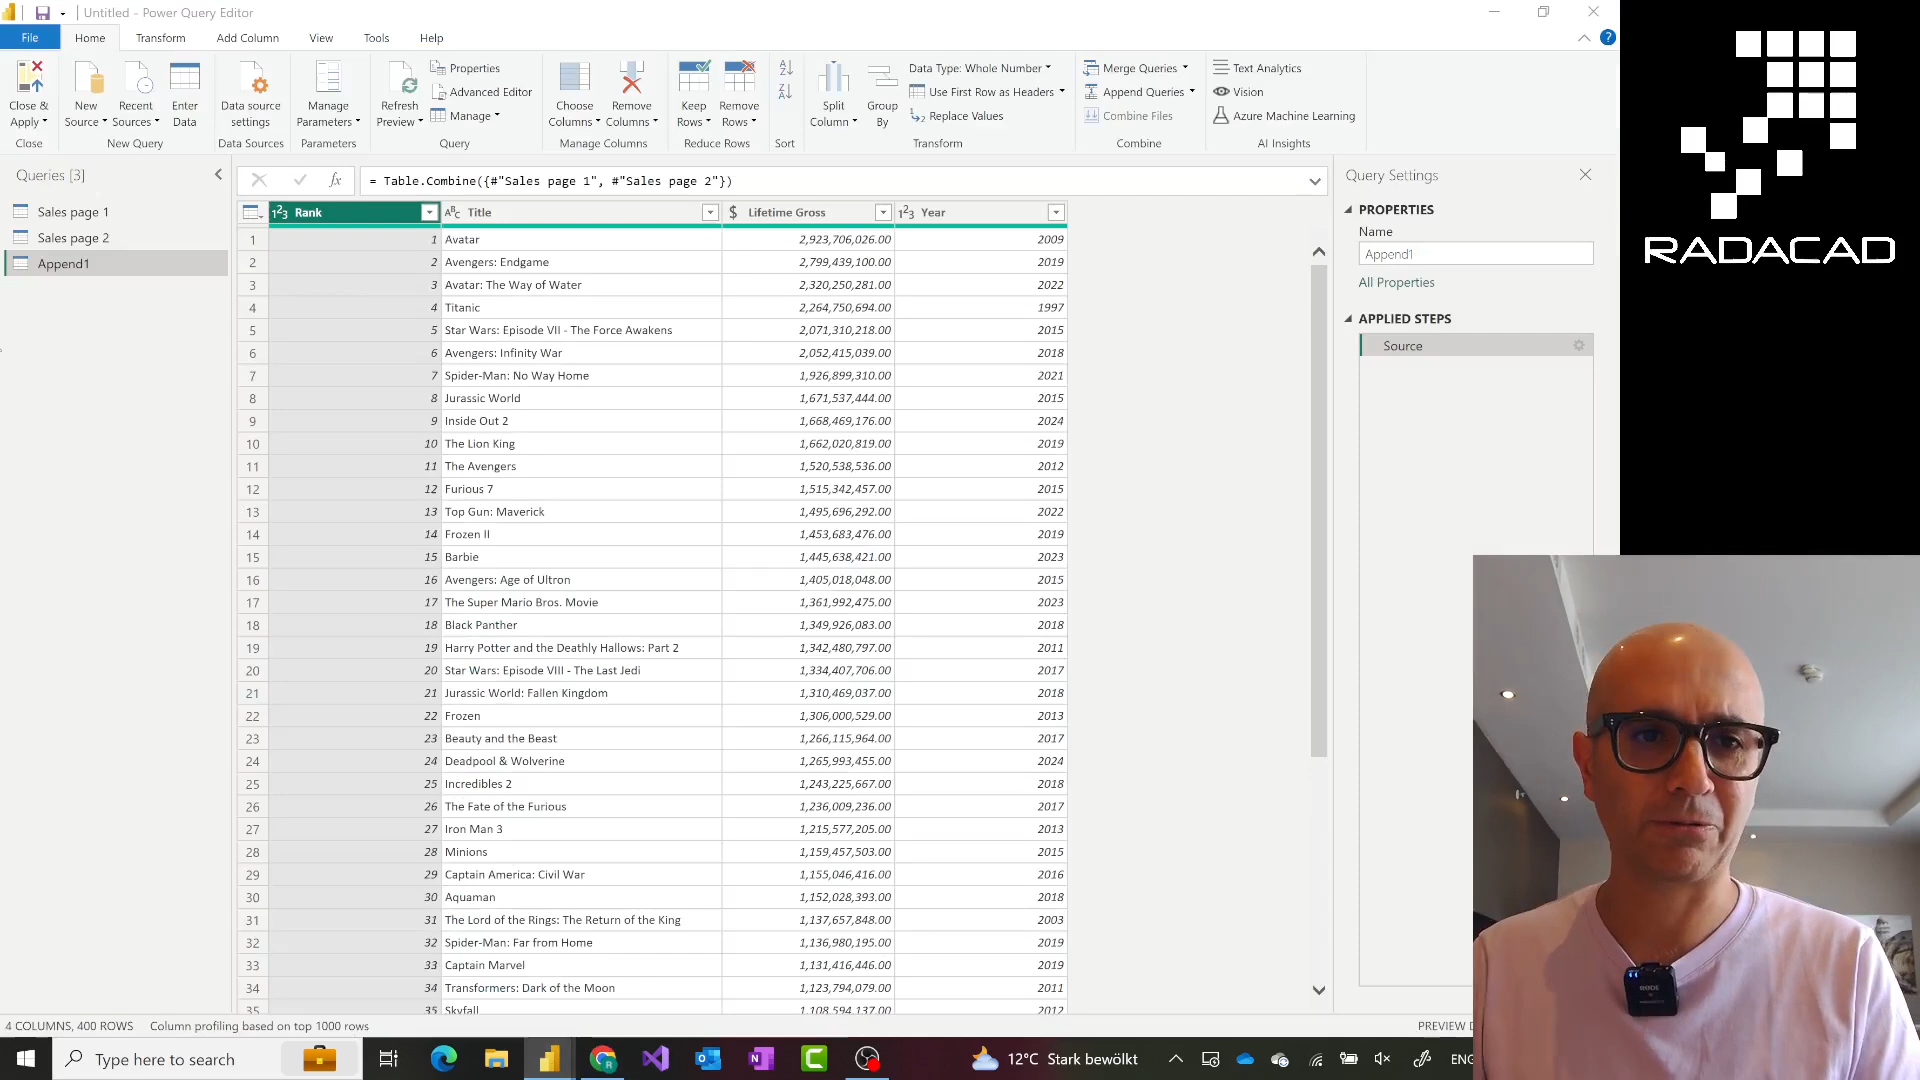 Untitled - Power Query Editor
File Home Transform Add Column View Tools Help
Close & Apply
New Source
Recent Sources
Enter Data
Data source settings
Manage Parameters
Refresh Preview
Properties
Advanced Editor
Manage
Choose Columns
Remove Columns
Keep Rows
Remove Rows
Split Column
Group By
Data Type: Whole Number
Use First Row as Headers
Replace Values
Merge Queries
Append Queries
Combine Files
Text Analytics
Vision
Azure Machine Learning
Close New Query Data Sources Parameters Query Manage Columns Reduce Rows Sort Transform Combine AI Insights
Queries [3]
Sales page 1
Sales page 2
Append1
fx = Table.Combine({#"Sales page 1", #"Sales page 2"})
123 Rank ABC Title $ Lifetime Gross 123 Year
1 1 Avatar 2,923,706,026.00 2009
2 2 Avengers: Endgame 2,799,439,100.00 2019
3 3 Avatar: The Way of Water 2,320,250,281.00 2022
4 4 Titanic 2,264,750,694.00 1997
5 5 Star Wars: Episode VII - The Force Awakens 2,071,310,218.00 2015
6 6 Avengers: Infinity War 2,052,415,039.00 2018
7 7 Spider-Man: No Way Home 1,926,899,310.00 2021
8 8 Jurassic World 1,671,537,444.00 2015
9 9 Inside Out 2 1,668,469,176.00 2024
10 10 The Lion King 1,662,020,819.00 2019
11 11 The Avengers 1,520,538,536.00 2012
12 12 Furious 7 1,515,342,457.00 2015
13 13 Top Gun: Maverick 1,495,696,292.00 2022
14 14 Frozen II 1,453,683,476.00 2019
15 15 Barbie 1,445,638,421.00 2023
16 16 Avengers: Age of Ultron 1,405,018,048.00 2015
17 17 The Super Mario Bros. Movie 1,361,992,475.00 2023
18 18 Black Panther 1,349,926,083.00 2018
19 19 Harry Potter and the Deathly Hallows: Part 2 1,342,480,797.00 2011
20 20 Star Wars: Episode VIII - The Last Jedi 1,334,407,706.00 2017
21 21 Jurassic World: Fallen Kingdom 1,310,469,037.00 2018
22 22 Frozen 1,306,000,529.00 2013
23 23 Beauty and the Beast 1,266,115,964.00 2017
24 24 Deadpool & Wolverine 1,265,993,455.00 2024
25 25 Incredibles 2 1,243,225,667.00 2018
26 26 The Fate of the Furious 1,236,009,236.00 2017
27 27 Iron Man 3 1,215,577,205.00 2013
28 28 Minions 1,159,457,503.00 2015
29 29 Captain America: Civil War 1,155,046,416.00 2016
30 30 Aquaman 1,152,028,393.00 2018
31 31 The Lord of the Rings: The Return of the King 1,137,657,848.00 2003
32 32 Spider-Man: Far from Home 1,136,980,195.00 2019
33 33 Captain Marvel 1,131,416,446.00 2019
34 34 Transformers: Dark of the Moon 1,123,794,079.00 2011
35 35 Skyfall 1,108,594,137.00 2012
Query Settings
PROPERTIES
Name
Append1
All Properties
APPLIED STEPS
Source
RADACAD
RODE
4 COLUMNS, 400 ROWS Column profiling based on top 1000 rows
PREVIEW
Type here to search
12°C Stark bewölkt
ENG